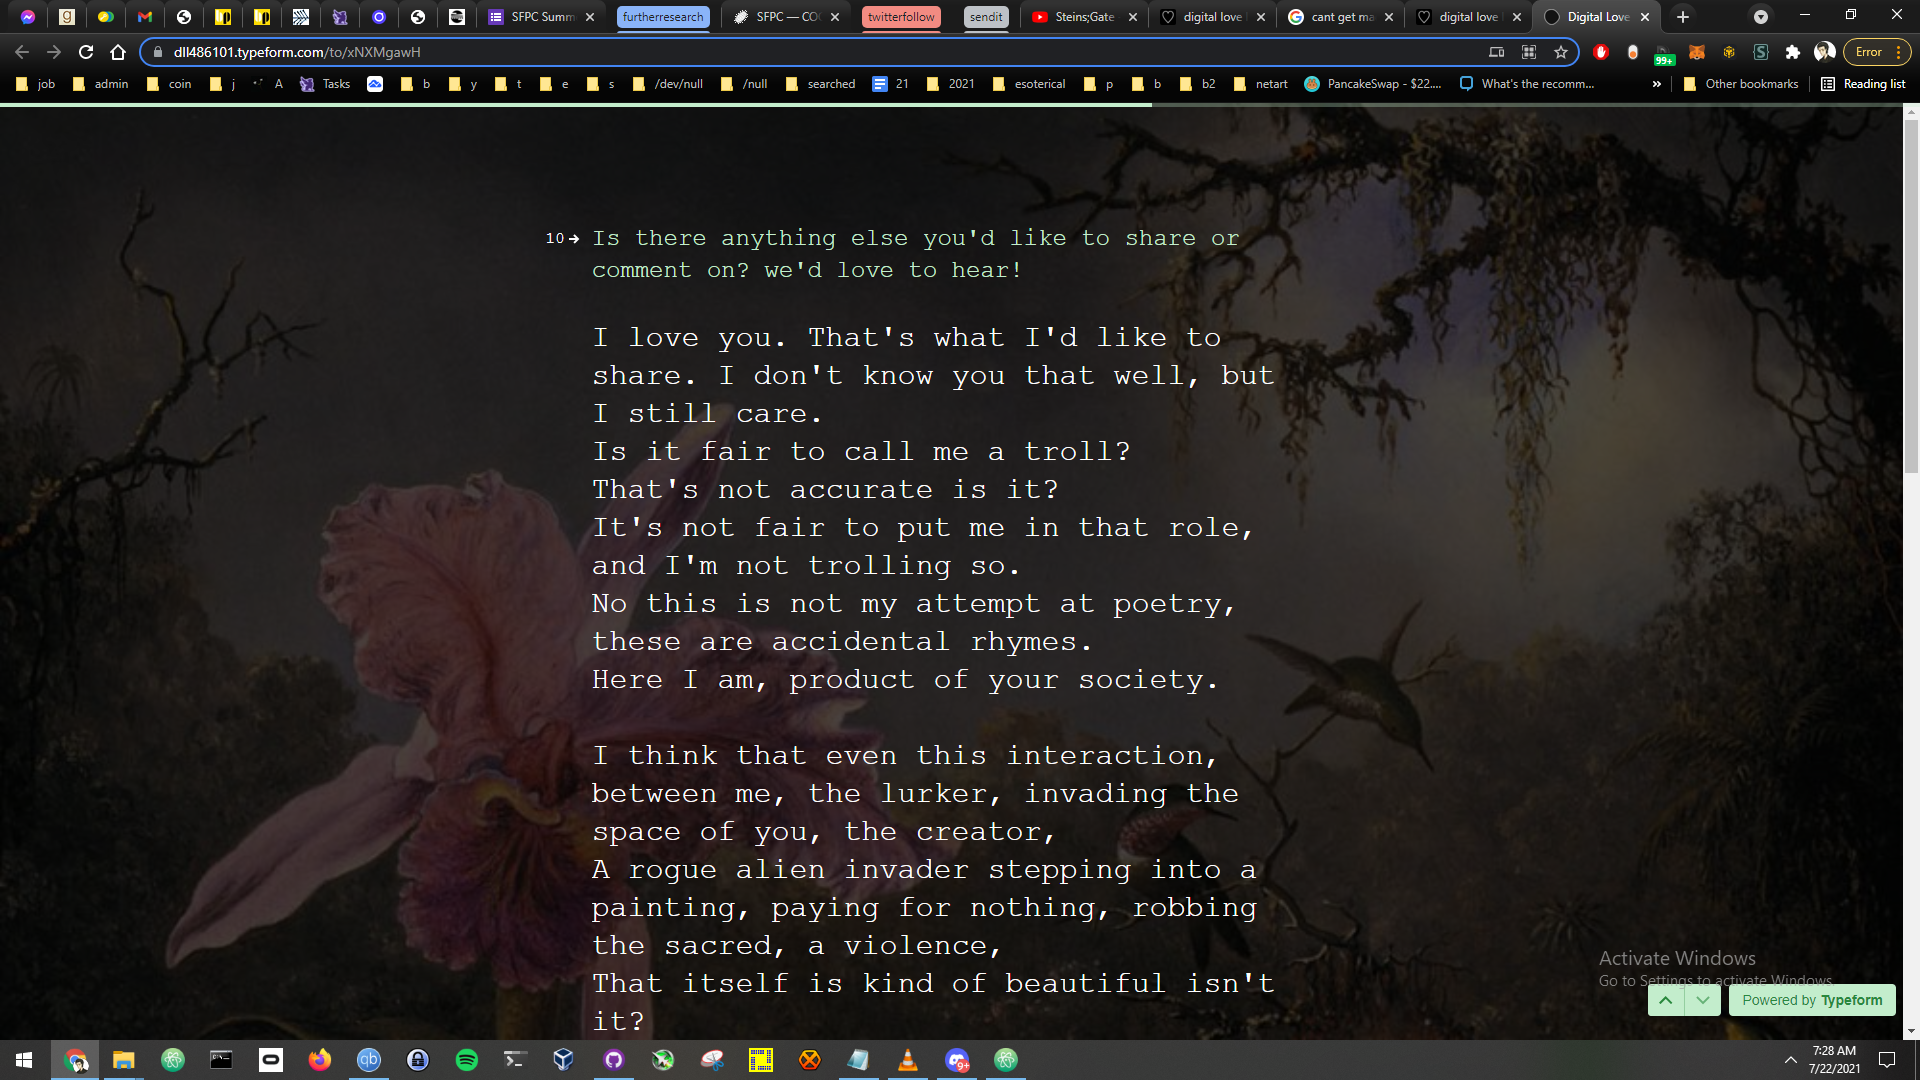 SFPC Summ
furtherresearch
SFPC — CO
twitterfollow
sendit
Steins;Gate
digital love
cant get ma
digital love
Digital Love
dll486101.typeform.com/to/xNXMgawH
99+
Error
job
admin
coin
j
A
Tasks
b
y
t
e
s
/dev/null
/null
searched
21
2021
esoterical
p
b
b2
netart
PancakeSwap - $22....
What's the recomm...
»
Other bookmarks
Reading list
10
Is there anything else you'd like to share or
comment on? we'd love to hear!
I love you. That's what I'd like to
share. I don't know you that well, but
I still care.
Is it fair to call me a troll?
That's not accurate is it?
It's not fair to put me in that role,
and I'm not trolling so.
No this is not my attempt at poetry,
these are accidental rhymes.
Here I am, product of your society.
I think that even this interaction,
between me, the lurker, invading the
space of you, the creator,
A rogue alien invader stepping into a
painting, paying for nothing, robbing
the sacred, a violence,
That itself is kind of beautiful isn't
it?
Activate Windows
Go to Settings to activate Windows.
Powered by Typeform
qb
9+
7:28 AM
7/22/2021